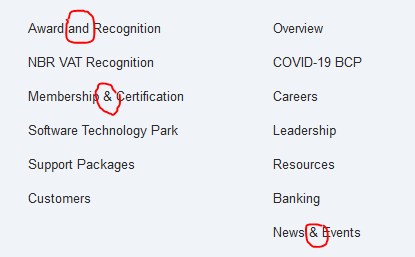 Award and Recognition
NBR VAT Recognition
Membership & Certification
Software Technology Park
Support Packages
Customers
Overview
COVID-19 BCP
Careers
Leadership
Resources
Banking
News & Events